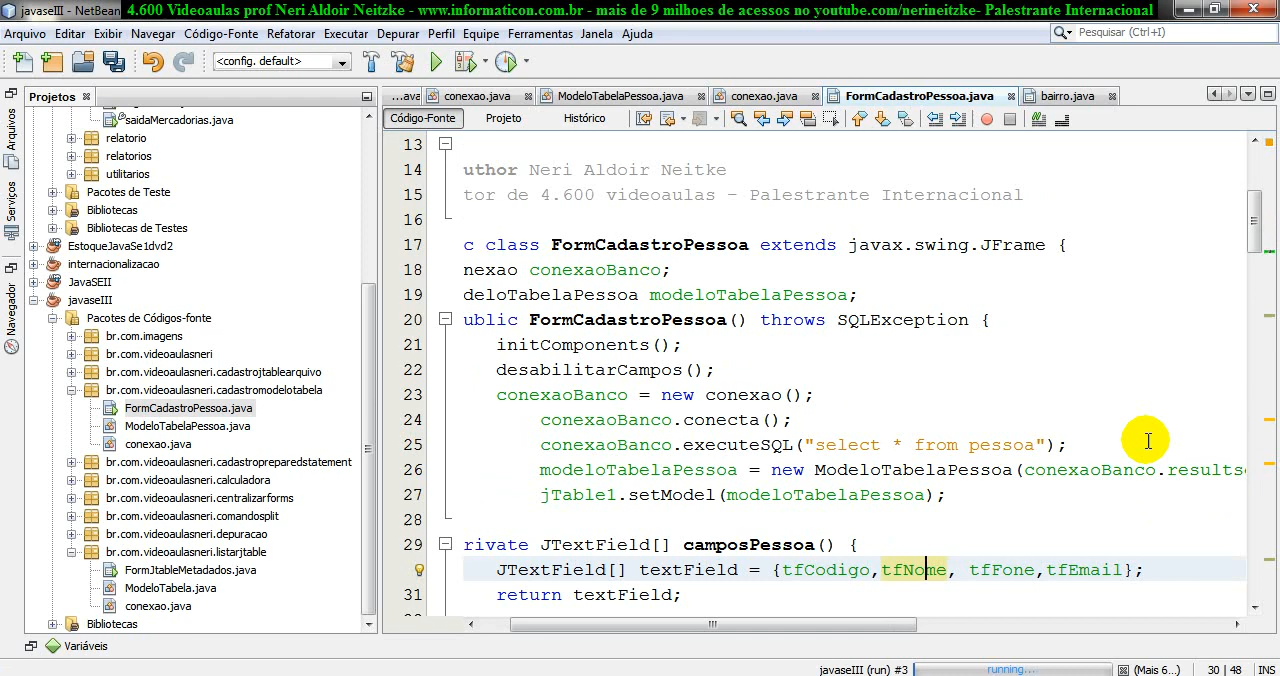 javaseIII - NetBean
4.600 Videoaulas prof Neri Aldoir Neitzke - www.informaticon.com.br - mais de 9 milhoes de acessos no youtube.com/nerineitzke- Palestrante Internacional
Arquivo Editar Exibir Navegar Código-Fonte Refatorar Executar Depurar Perfil Equipe Ferramentas Janela Ajuda
Pesquisar (Ctrl+I)
<config. default>
Projetos
...ava conexao.java ModeloTabelaPessoa.java conexao.java FormCadastroPessoa.java bairro.java
Código-Fonte Projeto Histórico
Arquivos
Serviços
Navegador
saidaMercadorias.java
relatorio
relatorios
utilitarios
Pacotes de Teste
Bibliotecas
Bibliotecas de Testes
EstoqueJavaSe1dvd2
internacionalizacao
JavaSEII
javaseIII
Pacotes de Códigos-fonte
br.com.imagens
br.com.videoaulasneri
br.com.videoaulasneri.cadastrojtablearquivo
br.com.videoaulasneri.cadastromodelotabela
FormCadastroPessoa.java
ModeloTabelaPessoa.java
conexao.java
br.com.videoaulasneri.cadastropreparedstatement
br.com.videoaulasneri.calculadora
br.com.videoaulasneri.centralizarforms
br.com.videoaulasneri.comandosplit
br.com.videoaulasneri.depuracao
br.com.videoaulasneri.listarjtable
FormJtableMetadados.java
ModeloTabela.java
conexao.java
Bibliotecas
13
14 uthor Neri Aldoir Neitke
15 tor de 4.600 videoaulas - Palestrante Internacional
16
17 c class FormCadastroPessoa extends javax.swing.JFrame {
18 nexao conexaoBanco;
19 deloTabelaPessoa modeloTabelaPessoa;
20 ublic FormCadastroPessoa() throws SQLException {
21 initComponents();
22 desabilitarCampos();
23 conexaoBanco = new conexao();
24 conexaoBanco.conecta();
25 conexaoBanco.executeSQL("select * from pessoa");
26 modeloTabelaPessoa = new ModeloTabelaPessoa(conexaoBanco.results
27 jTable1.setModel(modeloTabelaPessoa);
28
29 rivate JTextField[] camposPessoa() {
JTextField[] textField = {tfCodigo,tfNome, tfFone,tfEmail};
31 return textField;
Variáveis
javaseIII (run) #3 running... (Mais 6...) 30 | 48 INS